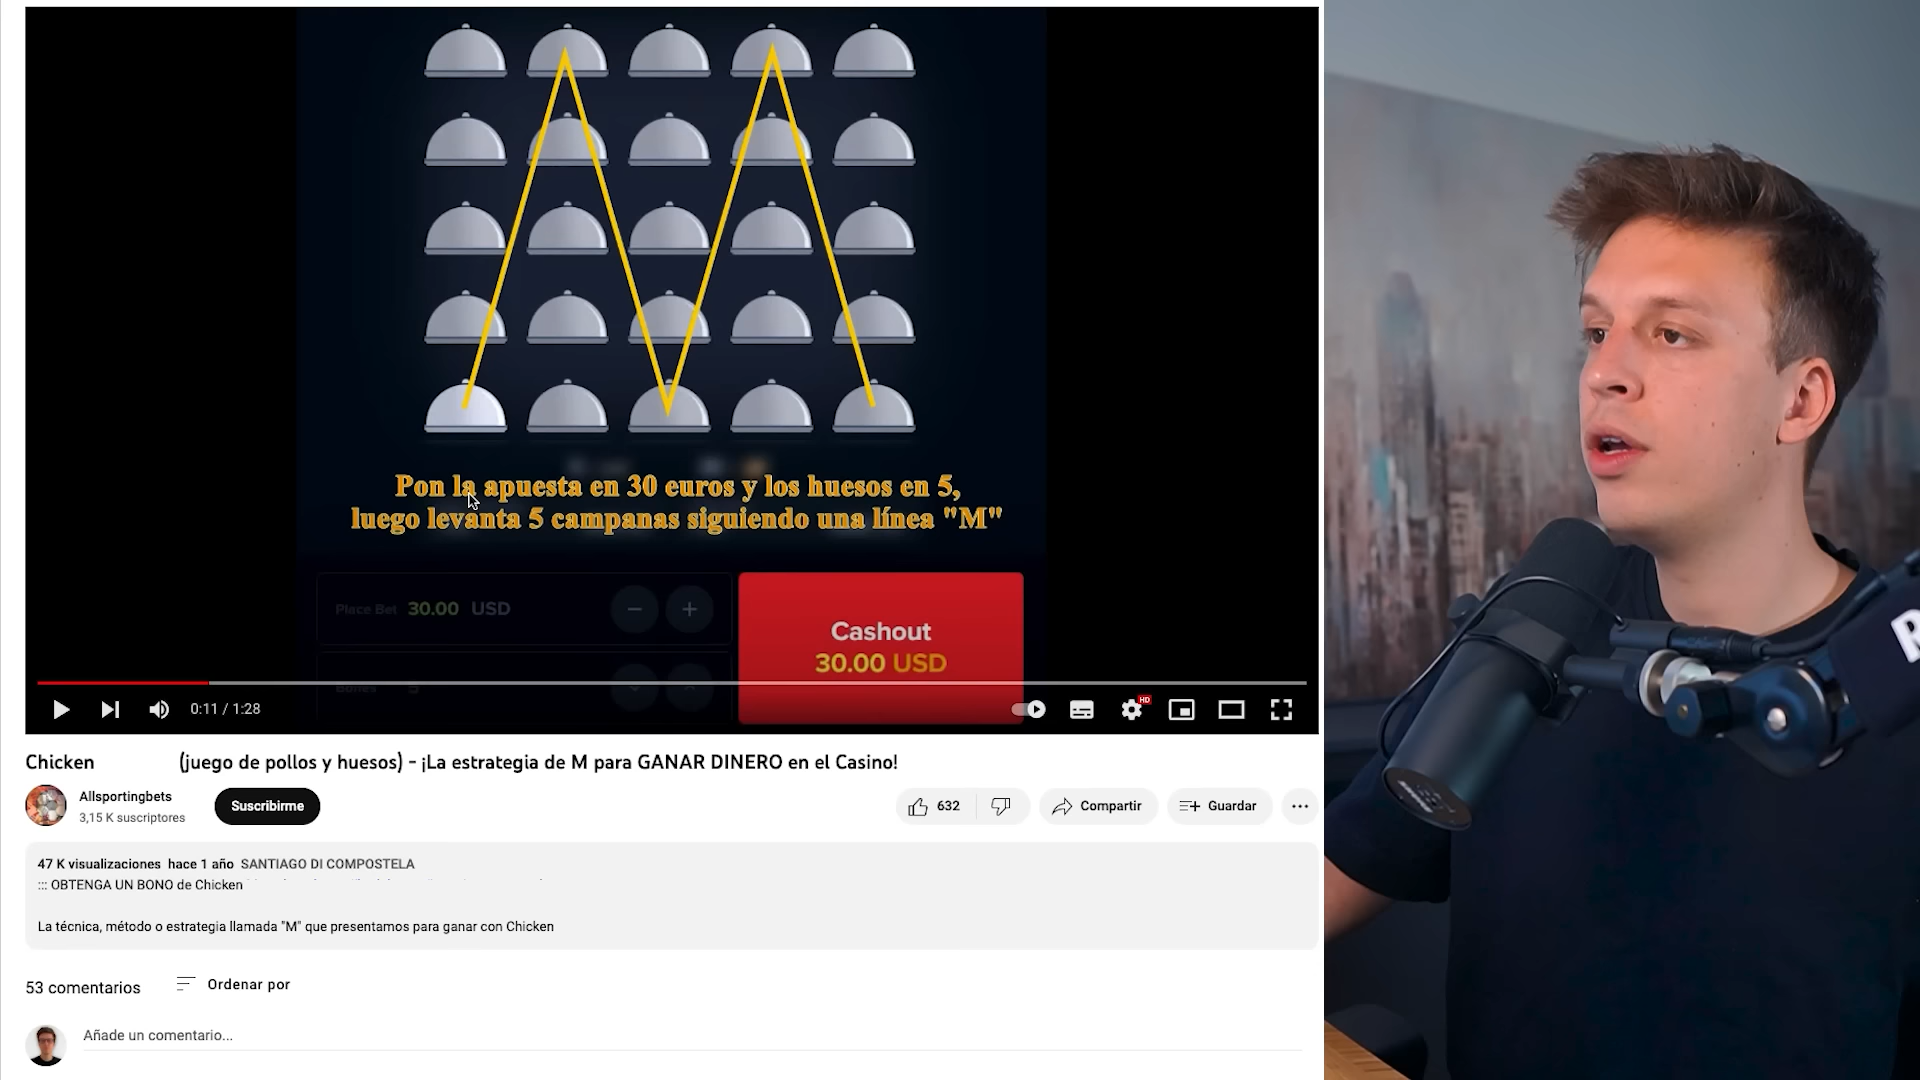 Pon la apuesta en 30 euros y los huesos en 5,
luego levanta 5 campanas siguiendo una línea "M"
Place Bet 30.00 USD
Cashout
30.00 USD
Bones 5
0:11 / 1:28
HD
Chicken (juego de pollos y huesos) - ¡La estrategia de M para GANAR DINERO en el Casino!
Allsportingbets
3,15 K suscriptores
Suscribirme
632
Compartir
Guardar
47 K visualizaciones hace 1 año SANTIAGO DI COMPOSTELA
::: OBTENGA UN BONO de Chicken
La técnica, método o estrategia llamada "M" que presentamos para ganar con Chicken
53 comentarios
Ordenar por
Añade un comentario...